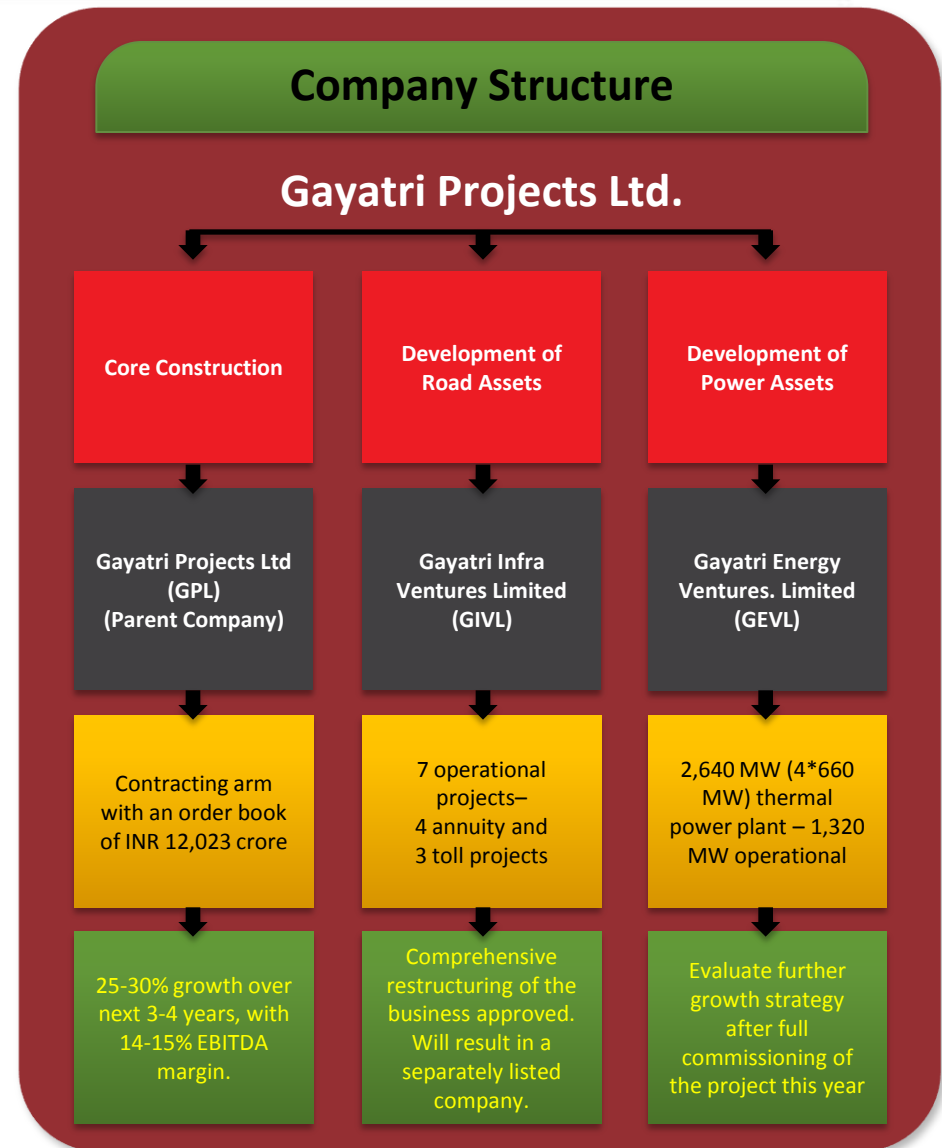 Company Structure
Gayatri Projects Ltd.
Core Construction
Development of
Road Assets
Development of
Power Assets
Gayatri Projects Ltd
(GPL)
(Parent Company)
Gayatri Infra
Ventures Limited
(GIVL)
Gayatri Energy
Ventures. Limited
(GEVL)
Contracting arm
with an order book
of INR 12,023 crore
7 operational
projects–
4 annuity and
3 toll projects
2,640 MW (4*660
MW) thermal
power plant – 1,320
MW operational
25-30% growth over
next 3-4 years, with
14-15% EBITDA
margin.
Comprehensive
restructuring of the
business approved.
Will result in a
separately listed
company.
Evaluate further
growth strategy
after full
commissioning of
the project this year